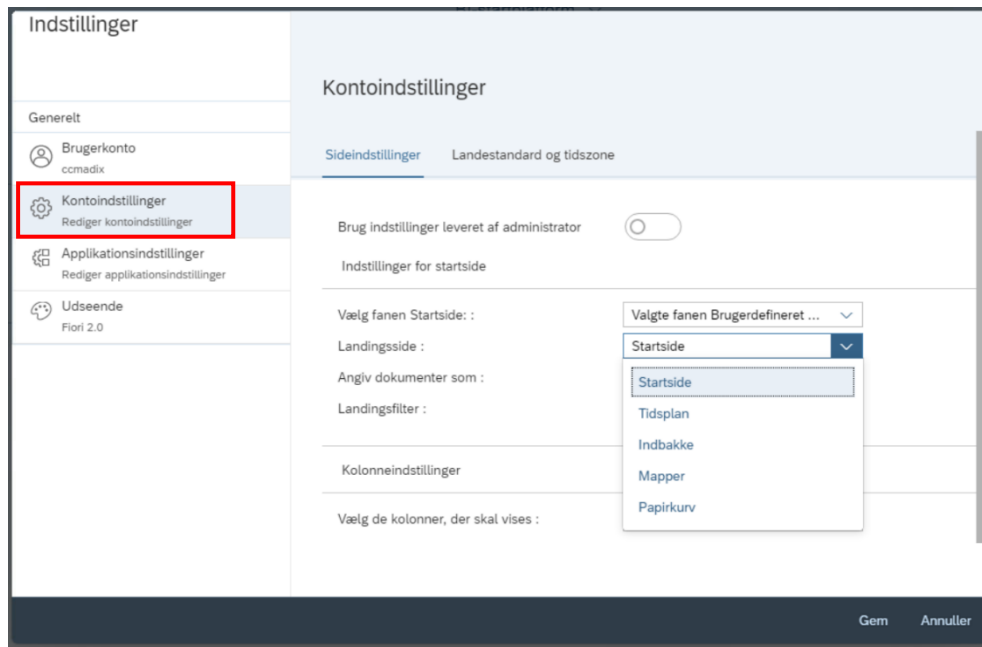 Indstillinger
Generelt
Brugerkonto
ccmadix
Kontoindstillinger
Rediger kontoindstillinger
Applikationsindstillinger
Rediger applikationsindstillinger
Udseende
Fiori 2.0
Kontoindstillinger
Sideindstillinger Landestandard og tidszone
Brug indstillinger leveret af administrator
Indstillinger for startside
Vælg fanen Startside: : Valgte fanen Brugerdefineret ...
Landingsside : Startside
Angiv dokumenter som :
Landingsfilter :
Startside
Tidsplan
Indbakke
Mapper
Papirkurv
Kolonneindstillinger
Vælg de kolonner, der skal vises :
Gem Annuller